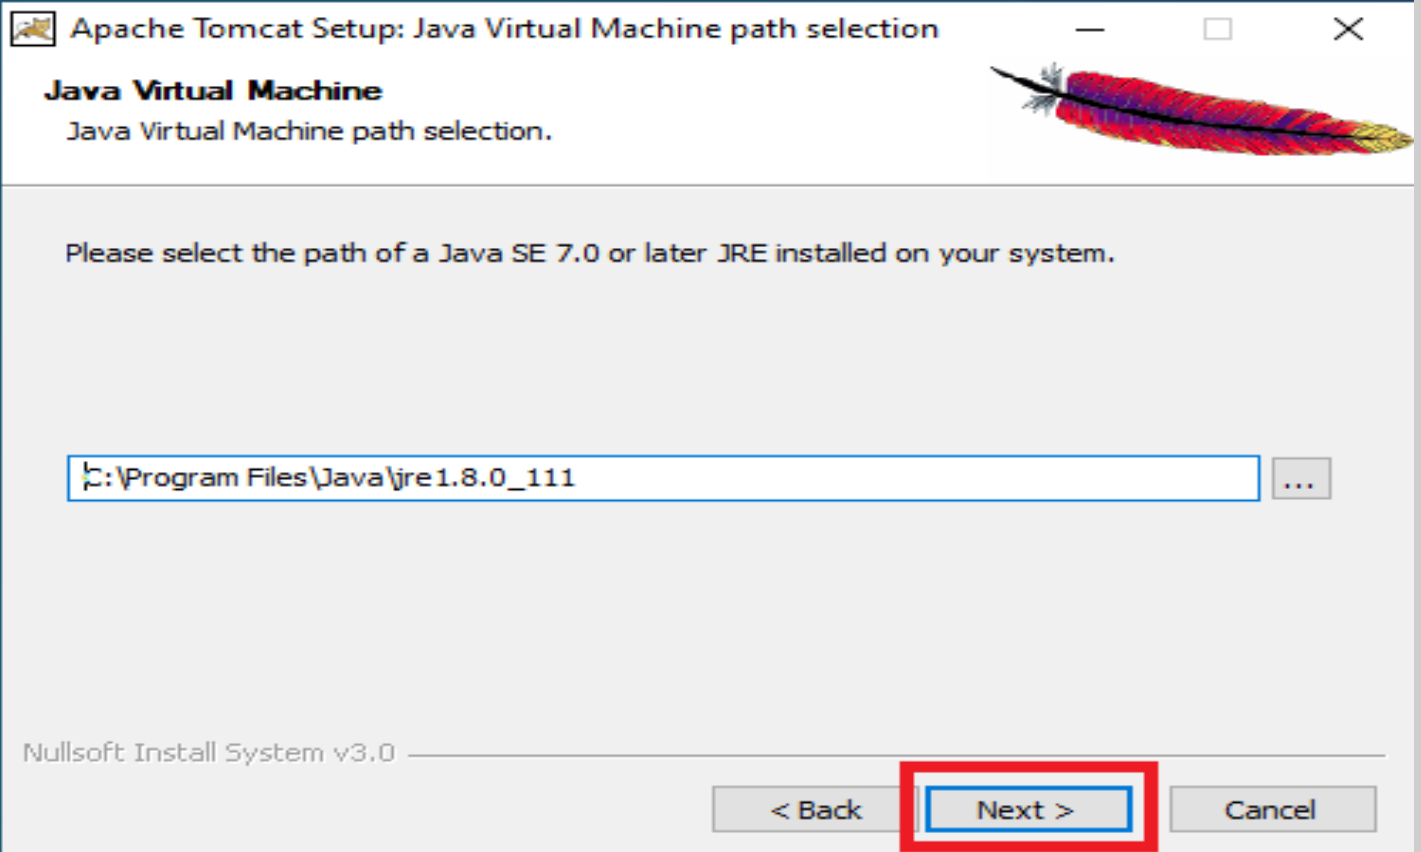 Apache Tomcat Setup: Java Virtual Machine path selection
Java Virtual Machine
Java Virtual Machine path selection.
Please select the path of a Java SE 7.0 or later JRE installed on your system.
C:\Program Files\Java\jre1.8.0_111
...
Nullsoft Install System v3.0
< Back
Next >
Cancel